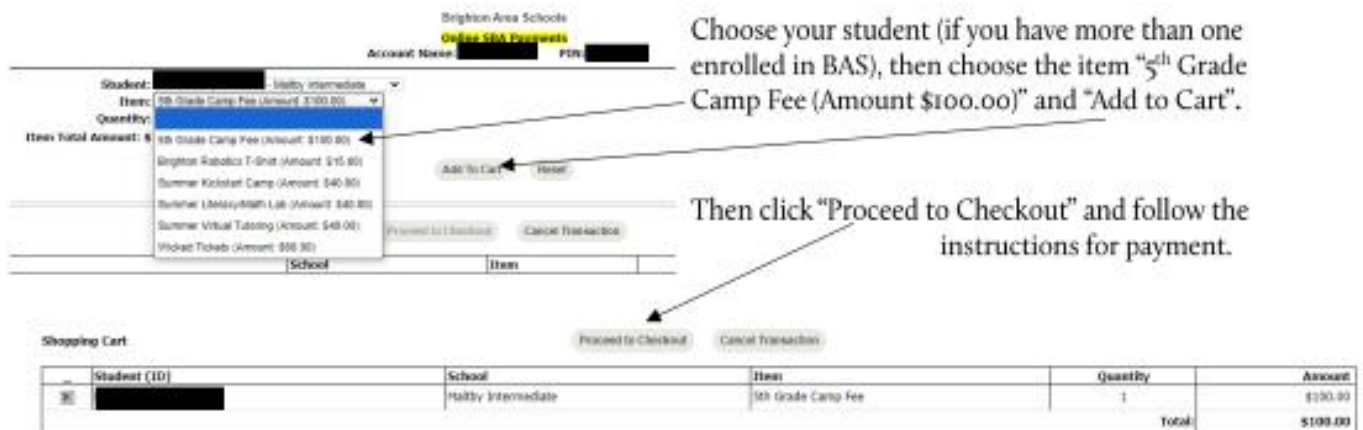 Brighton Area Schools
Online SBA Payments
Account Name: PIN:
Choose your student (if you have more than one
enrolled in BAS), then choose the item “5th Grade
Camp Fee (Amount $100.00)” and “Add to Cart”.
Student: - Maltby Intermediate
Item: 5th Grade Camp Fee (Amount: $100.00)
Quantity:
Item Total Amount: $
5th Grade Camp Fee (Amount: $100.00)
Brighton Robotics T-Shirt (Amount: $15.00)
Summer Kickstart Camp (Amount: $40.00)
Summer Literacy/Math Lab (Amount: $40.00)
Summer Virtual Tutoring (Amount: $40.00)
Wicked Tickets (Amount:
Add To Cart Reset
Then click “Proceed to Checkout” and follow the
instructions for payment.
Proceed to Checkout Cancel Transaction
School Item
Shopping Cart Proceed to Checkout Cancel Transaction
Student (ID) School Item Quantity Amount
Maltby Intermediate 5th Grade Camp Fee 1 $100.00
Total: $100.00